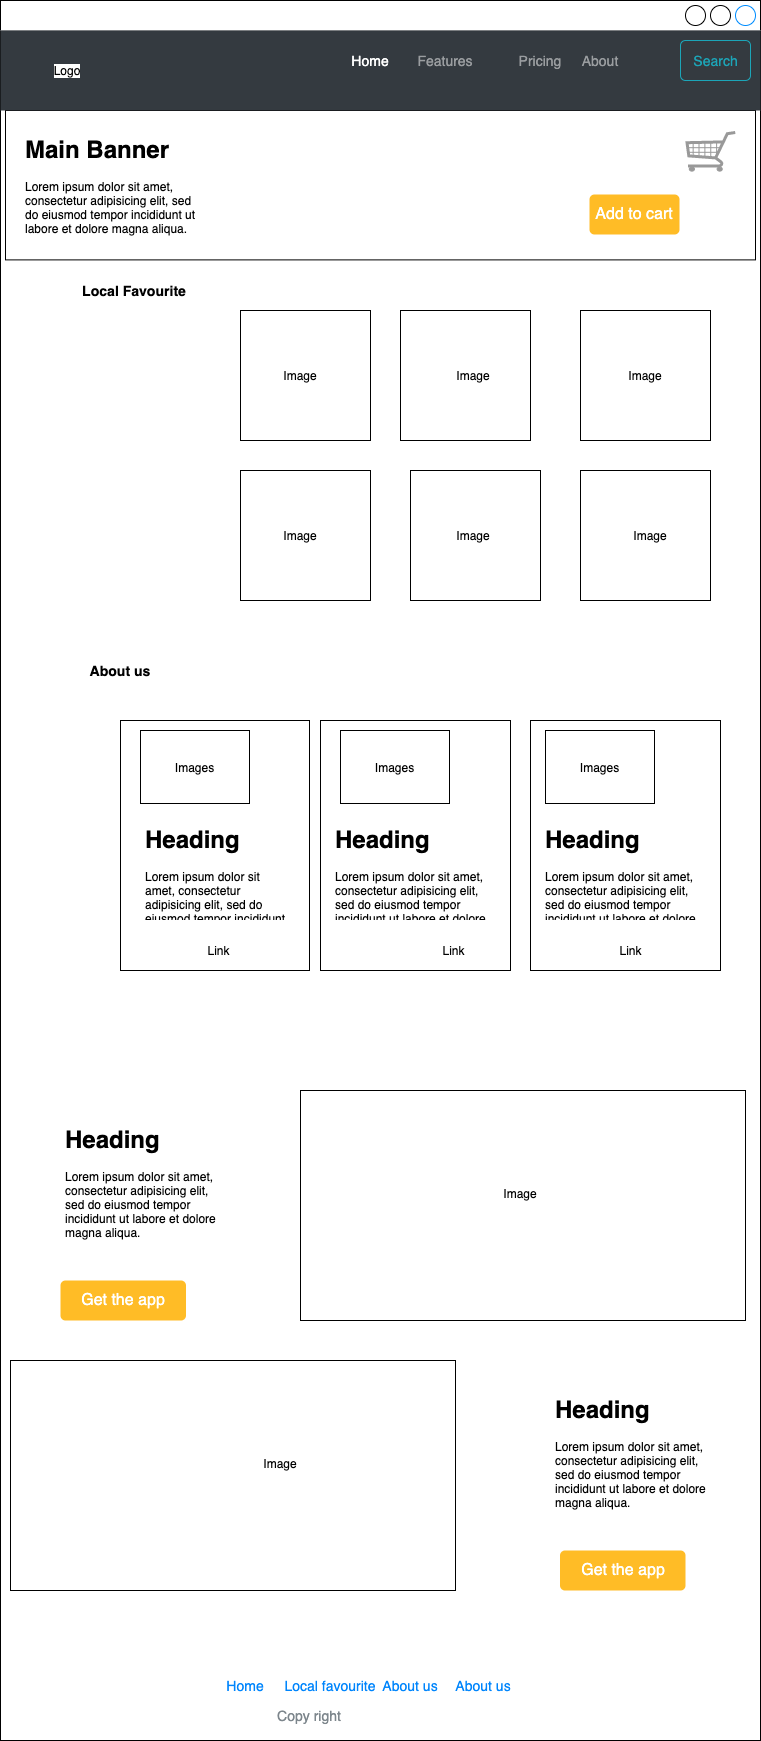 Logo
Home
Features
Pricing
About
Search
Main Banner
Lorem ipsum dolor sit amet,
consectetur adipisicing elit, sed
do eiusmod tempor incididunt ut
labore et dolore magna aliqua.
Add to cart
Local Favourite
Image
Image
Image
Image
Image
Image
About us
Images
Heading
Lorem ipsum dolor sit
amet, consectetur
adipisicing elit, sed do
eiusmod tempor incididunt
Link
Images
Heading
Lorem ipsum dolor sit amet,
consectetur adipisicing elit,
sed do eiusmod tempor
incididunt ut labore et dolore
Link
Images
Heading
Lorem ipsum dolor sit amet,
consectetur adipisicing elit,
sed do eiusmod tempor
incididunt ut labore et dolore
Link
Heading
Lorem ipsum dolor sit amet,
consectetur adipisicing elit,
sed do eiusmod tempor
incididunt ut labore et dolore
magna aliqua.
Get the app
Image
Image
Heading
Lorem ipsum dolor sit amet,
consectetur adipisicing elit,
sed do eiusmod tempor
incididunt ut labore et dolore
magna aliqua.
Get the app
Home
Local favourite
About us
About us
Copy right